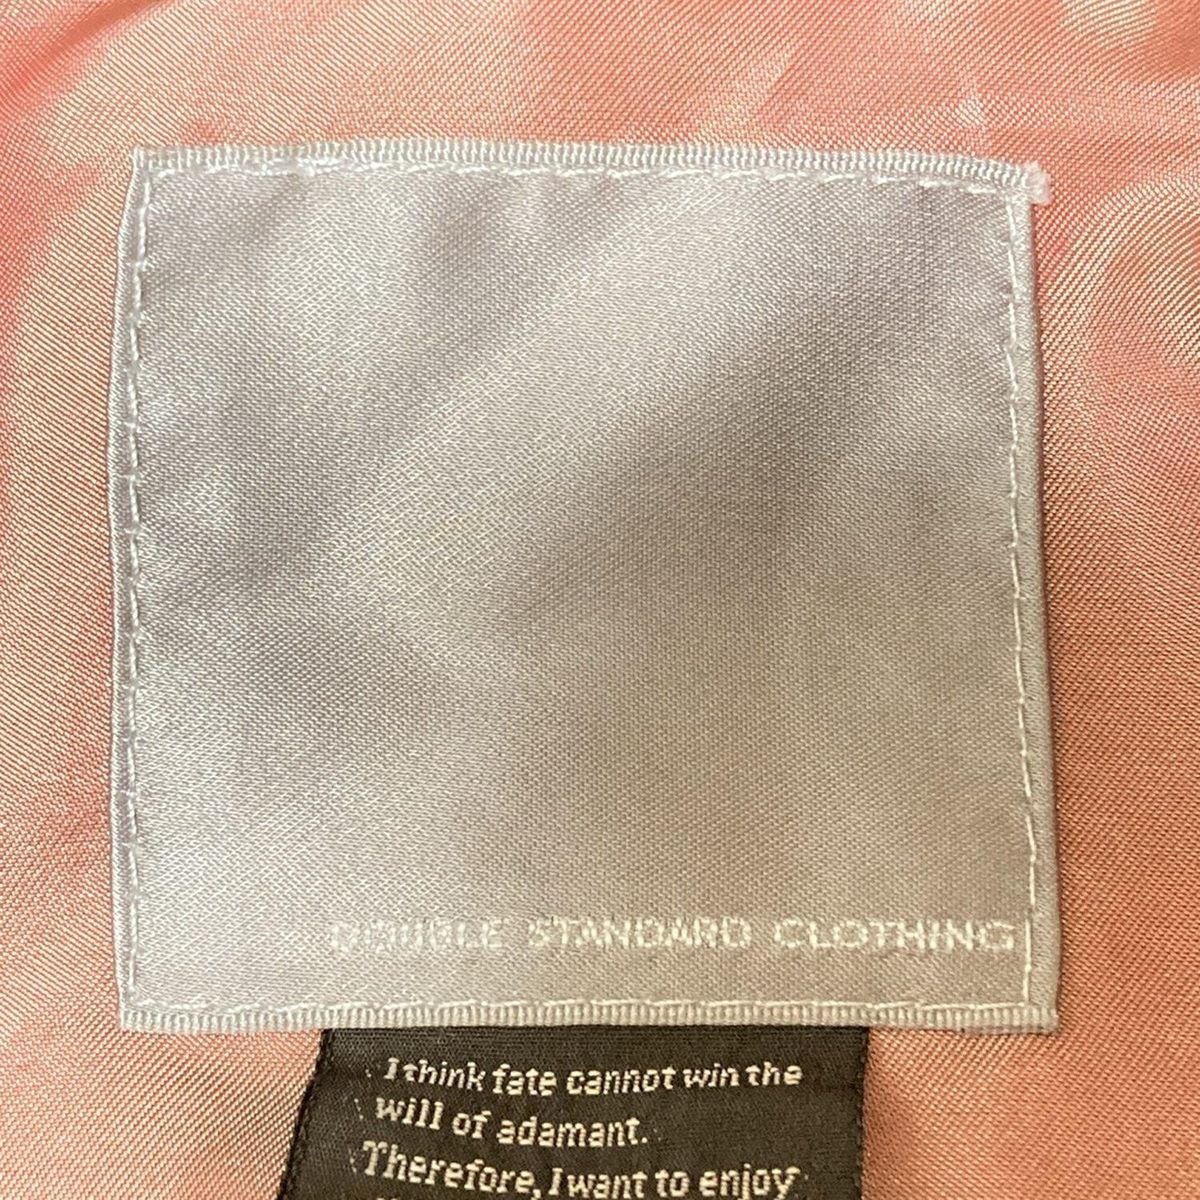 DOUBLE STANDARD CLOTHING
I think fate cannot win the
will of adamant.
Therefore, I want to enjoy